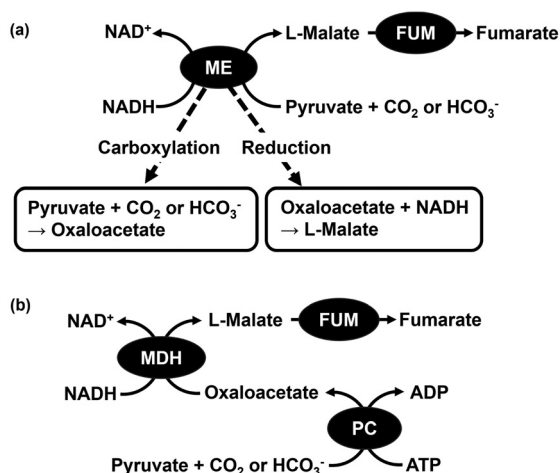 (a)
NAD⁺ L-Malate FUM Fumarate
ME
NADH Pyruvate + CO₂ or HCO₃⁻
Carboxylation Reduction
Pyruvate + CO₂ or HCO₃⁻
→ Oxaloacetate
Oxaloacetate + NADH
→ L-Malate
(b)
NAD⁺ L-Malate FUM Fumarate
MDH
NADH Oxaloacetate ADP
PC
Pyruvate + CO₂ or HCO₃⁻ ATP